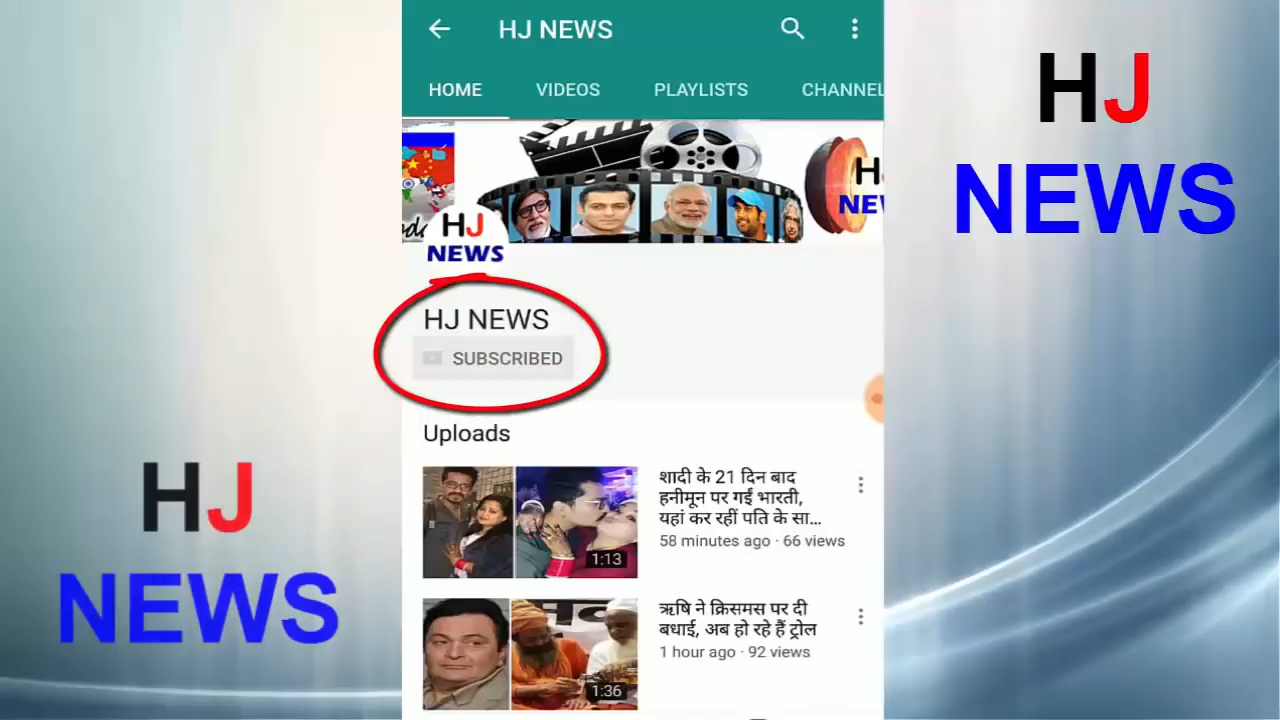 HJ NEWS
HOME VIDEOS PLAYLISTS CHANNEL
HJ
NEWS
HJ
NEWS
HJ NEWS
SUBSCRIBED
Uploads
शादी के 21 दिन बाद
हनीमून पर गईं भारती,
यहां कर रहीं पति के सा...
58 minutes ago · 66 views
1:13
ऋषि ने क्रिसमस पर दी
बधाई, अब हो रहे हैं ट्रोल
1 hour ago · 92 views
1:36
HJ
NEWS